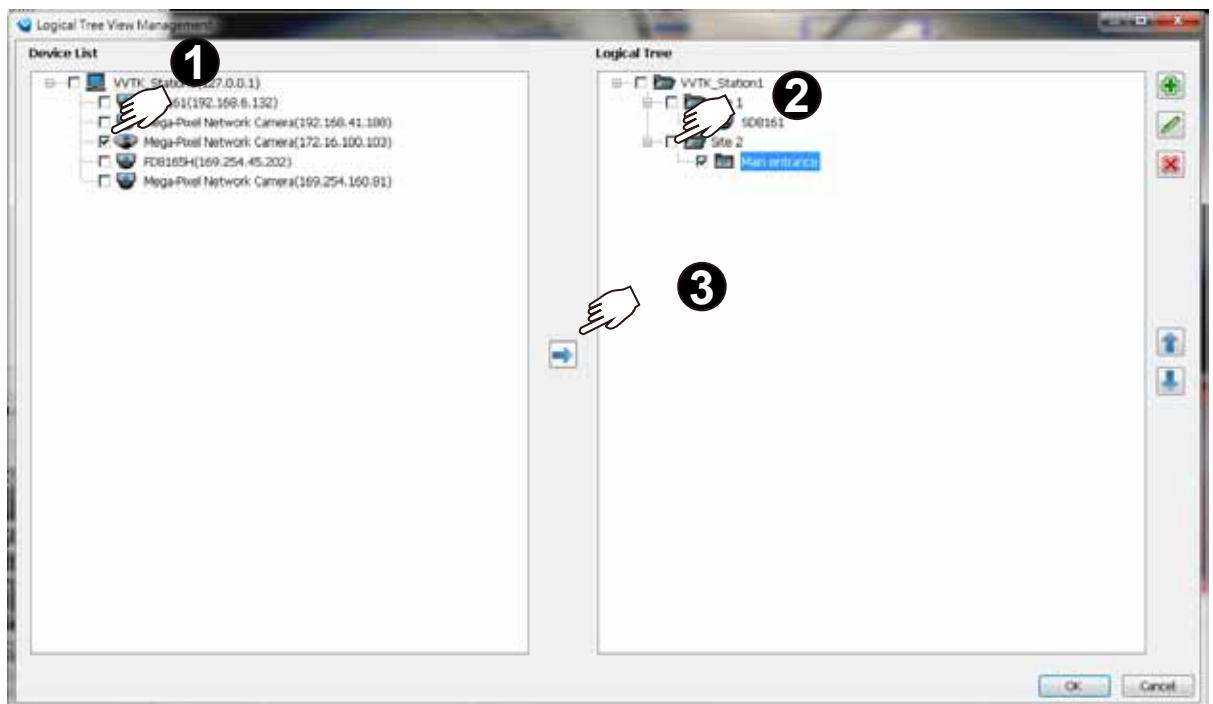 Logical Tree View Management
Device List
VVTK_Station (127.0.0.1)
61(192.168.6.132)
Mega-Pixel Network Camera(192.168.41.188)
Mega-Pixel Network Camera(172.16.100.103)
FD8165H(169.254.45.202)
Mega-Pixel Network Camera(169.254.160.81)
Logical Tree
VVTK_Station1
1
SD8161
Site 2
Main entrance
1
2
3
OK
Cancel